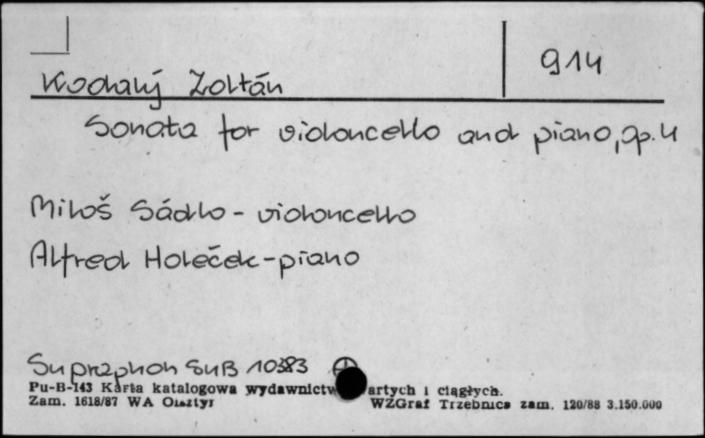 914
Kodaly Zoltán
Sonata for violoncello and piano, op. 4
Miloš Sádlo - violoncello
Alfred Holeček - piano
Supraphon SUB 10383
Pu-B-143 Karta katalogowa wydawnictw artych i ciągłych.
Zam. 1618/87 WA Olsztyn WZGraf Trzebnica zam. 120/88 3.150.000